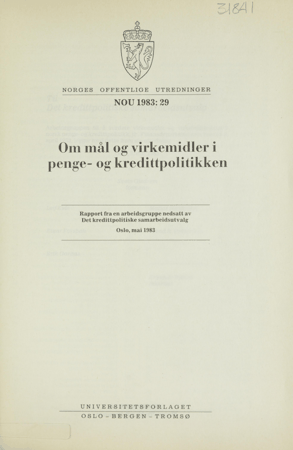 31841
NORGES OFFENTLIGE UTREDNINGER
NOU 1983: 29
Om mål og virkemidler i
penge- og kredittpolitikken
Rapport fra en arbeidsgruppe nedsatt av
Det kredittpolitiske samarbeidsutvalg
Oslo, mai 1983
UNIVERSITETSFORLAGET
OSLO – BERGEN – TROMSØ